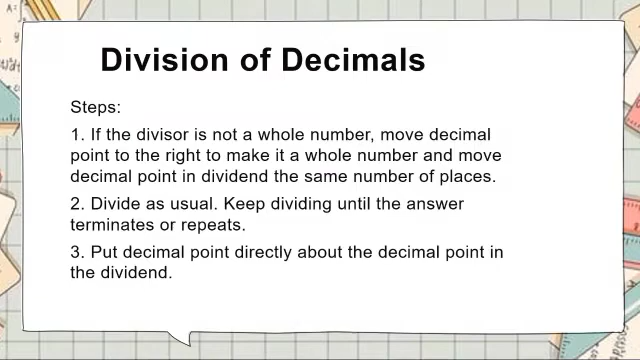 Division of Decimals
Steps:
1. If the divisor is not a whole number, move decimal
point to the right to make it a whole number and move
decimal point in dividend the same number of places.
2. Divide as usual. Keep dividing until the answer
terminates or repeats.
3. Put decimal point directly about the decimal point in
the dividend.